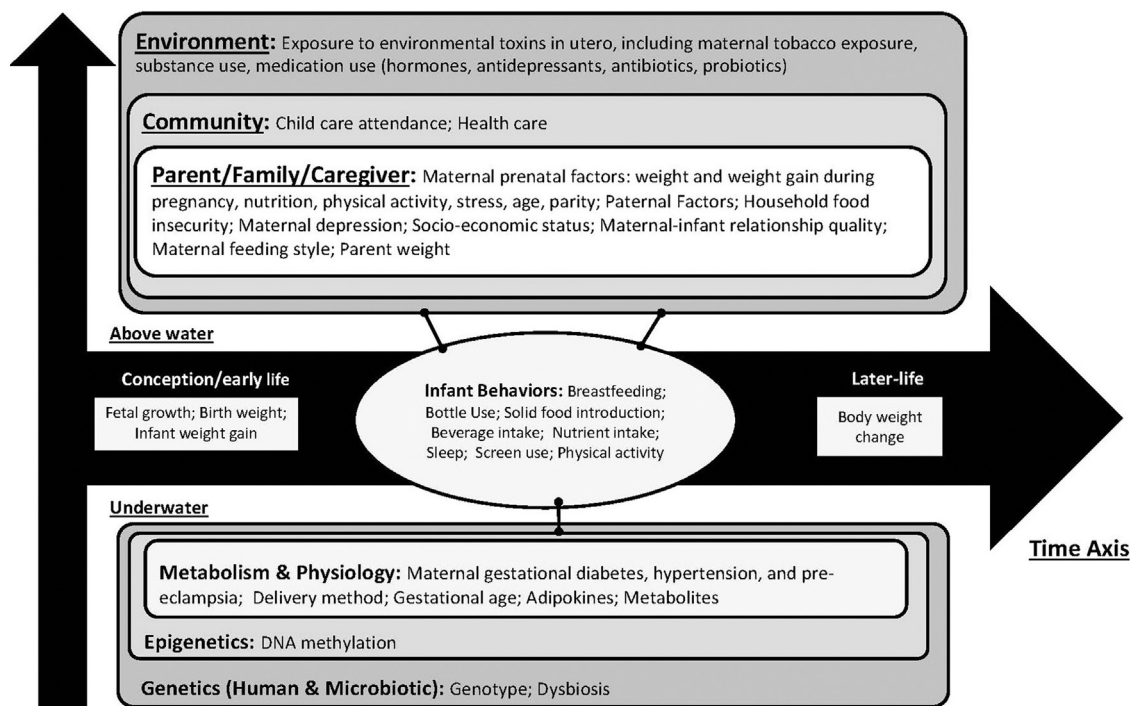 Environment: Exposure to environmental toxins in utero, including maternal tobacco exposure,
substance use, medication use (hormones, antidepressants, antibiotics, probiotics)
Community: Child care attendance; Health care
Parent/Family/Caregiver: Maternal prenatal factors: weight and weight gain during
pregnancy, nutrition, physical activity, stress, age, parity; Paternal Factors; Household food
insecurity; Maternal depression; Socio-economic status; Maternal-infant relationship quality;
Maternal feeding style; Parent weight
Above water
Conception/early life
Fetal growth; Birth weight;
Infant weight gain
Infant Behaviors: Breastfeeding;
Bottle Use; Solid food introduction;
Beverage intake; Nutrient intake;
Sleep; Screen use; Physical activity
Later-life
Body weight
change
Underwater
Time Axis
Metabolism & Physiology: Maternal gestational diabetes, hypertension, and pre-
eclampsia; Delivery method; Gestational age; Adipokines; Metabolites
Epigenetics: DNA methylation
Genetics (Human & Microbiotic): Genotype; Dysbiosis